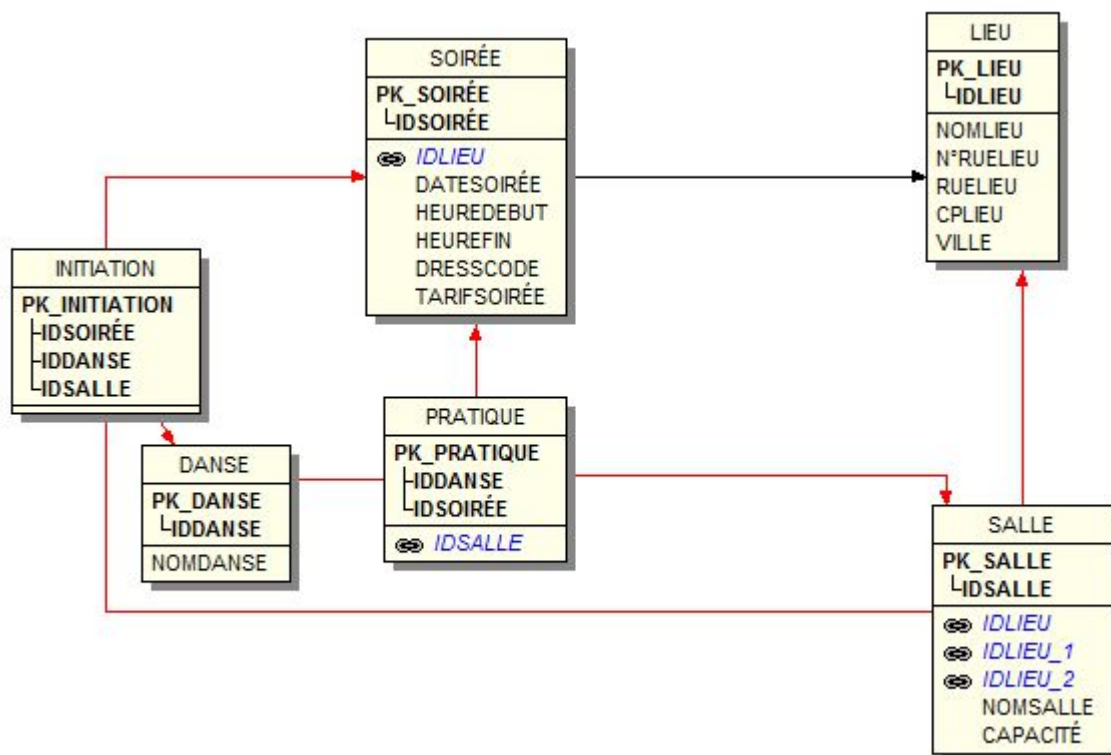 SOIRÉE
PK_SOIRÉE
IDSOIRÉE
IDLIEU
DATESOIRÉE
HEUREDEBUT
HEUREFIN
DRESSCODE
TARIFSOIRÉE
LIEU
PK_LIEU
IDLIEU
NOMLIEU
N°RUELIEU
RUELIEU
CPLIEU
VILLE
INITIATION
PK_INITIATION
IDSOIRÉE
IDDANSE
IDSALLE
DANSE
PK_DANSE
IDDANSE
NOMDANSE
PRATIQUE
PK_PRATIQUE
IDDANSE
IDSOIRÉE
IDSALLE
SALLE
PK_SALLE
IDSALLE
IDLIEU
IDLIEU_1
IDLIEU_2
NOMSALLE
CAPACITÉ